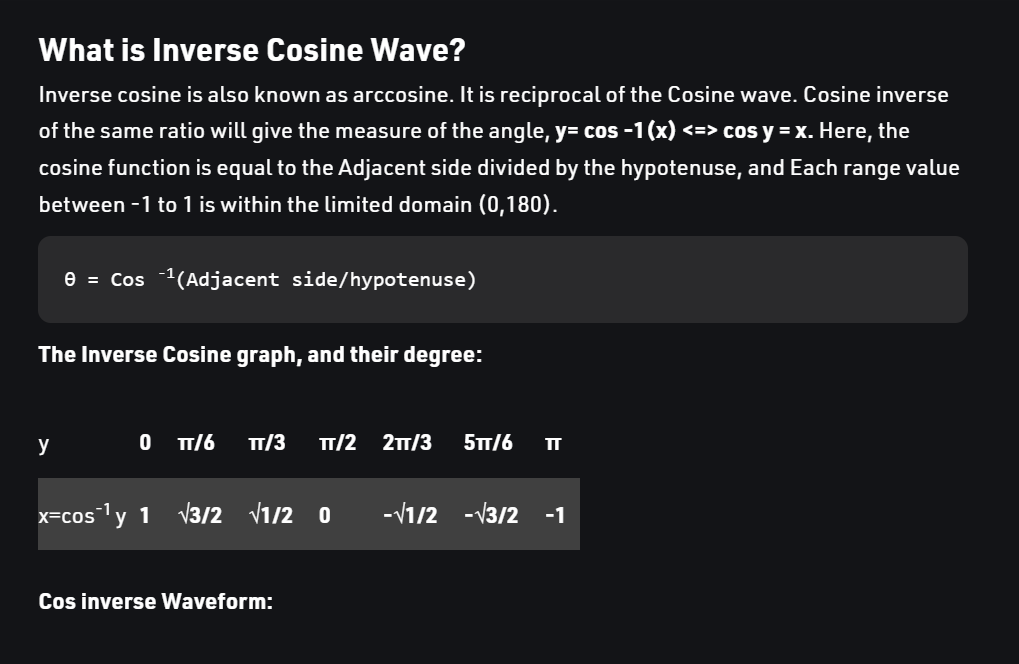 What is Inverse Cosine Wave?
Inverse cosine is also known as arccosine. It is reciprocal of the Cosine wave. Cosine inverse
of the same ratio will give the measure of the angle, y= cos -1 (x) <=> cos y = x. Here, the
cosine function is equal to the Adjacent side divided by the hypotenuse, and Each range value
between -1 to 1 is within the limited domain (0,180).
θ = Cos ⁻¹(Adjacent side/hypotenuse)
The Inverse Cosine graph, and their degree:
y 0 π/6 π/3 π/2 2π/3 5π/6 π
x=cos⁻¹ y 1 √3/2 √1/2 0 -√1/2 -√3/2 -1
Cos inverse Waveform: